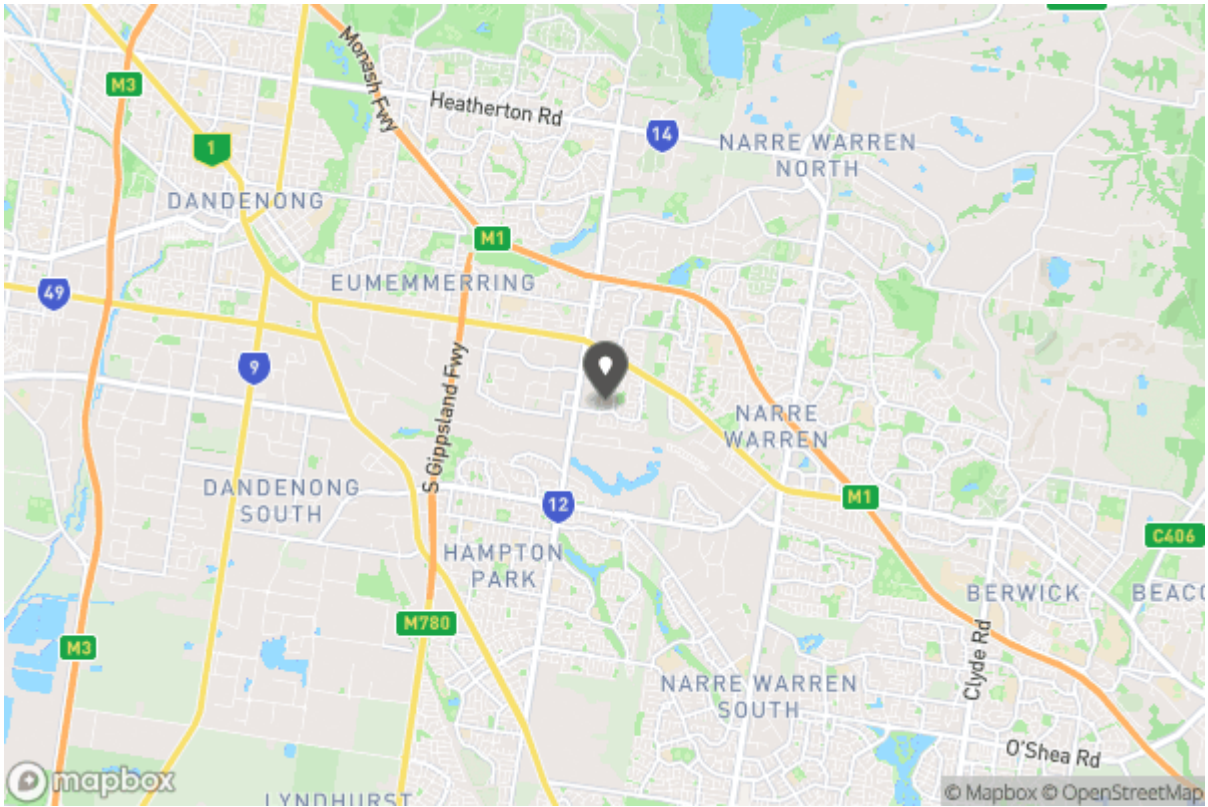 M3
Monash Fwy
Heatherton Rd
14
NARRE WARREN
NORTH
1
DANDENONG
M1
EUMEMMERRING
49
9
S Gippsland Fwy
NARRE
WARREN
DANDENONG
SOUTH
12
M1
C406
HAMPTON
PARK
BERWICK
BEACO
M780
M3
Clyde Rd
NARRE WARREN
SOUTH
O'Shea Rd
mapbox
LYNDHURST
© Mapbox © OpenStreetMap